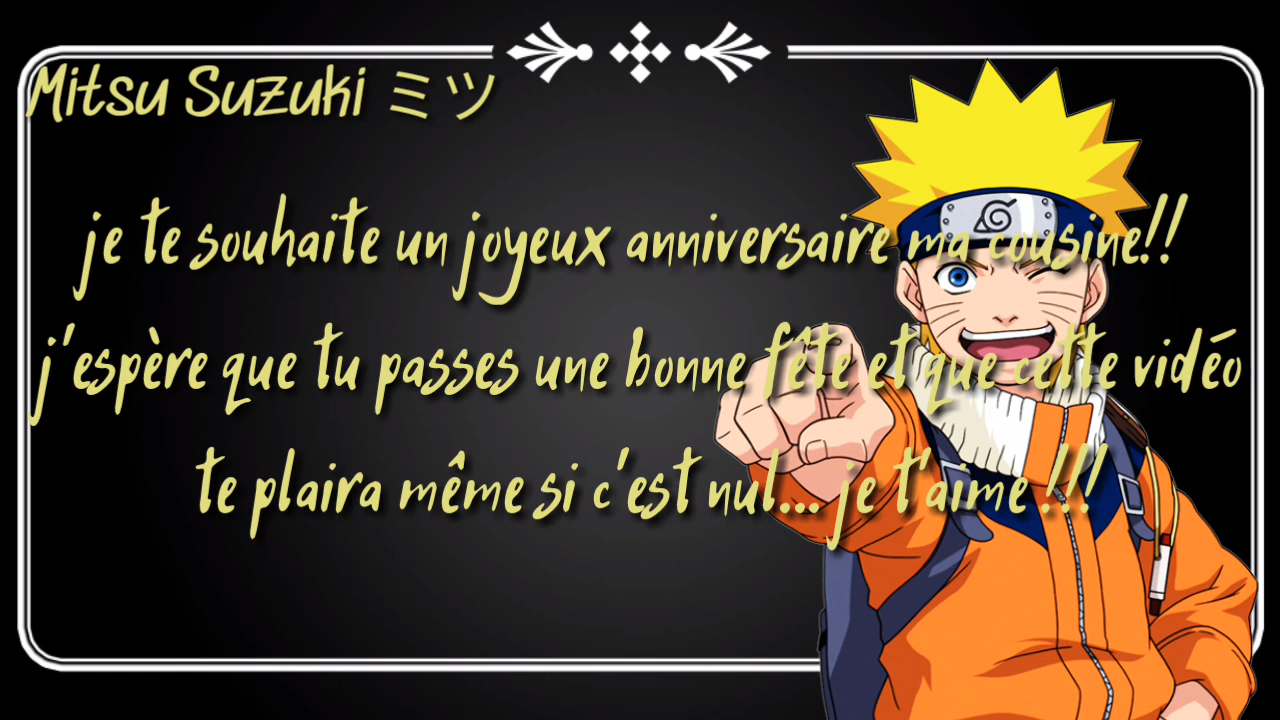 Mitsu Suzuki ミツ
je te souhaite un joyeux anniversaire ma cousine!!
j'espère que tu passes une bonne fête et que cette vidéo
te plaira même si c'est nul... je t'aime !!!